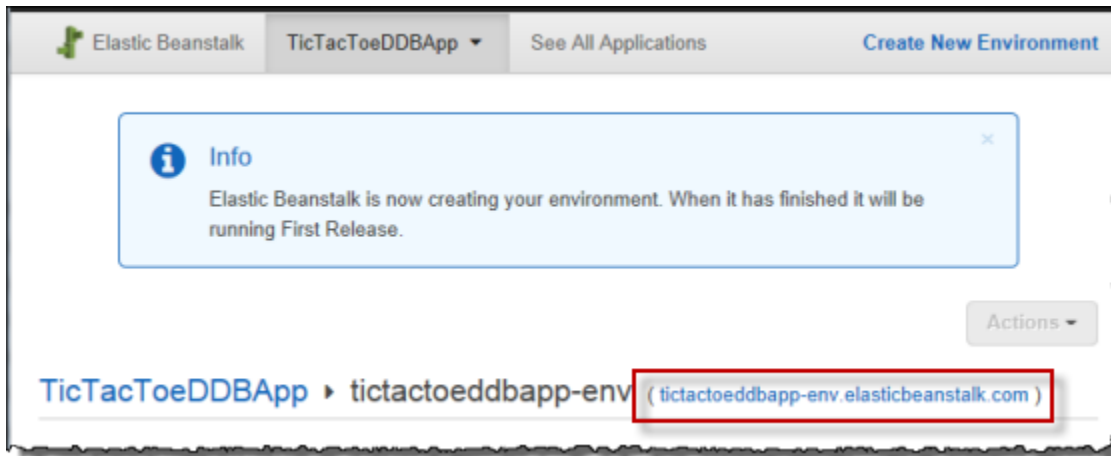 Elastic Beanstalk TicTacToeDDBApp See All Applications Create New Environment
Info
Elastic Beanstalk is now creating your environment. When it has finished it will be
running First Release.
Actions
TicTacToeDDBApp tictactoeddbapp-env ( tictactoeddbapp-env.elasticbeanstalk.com )